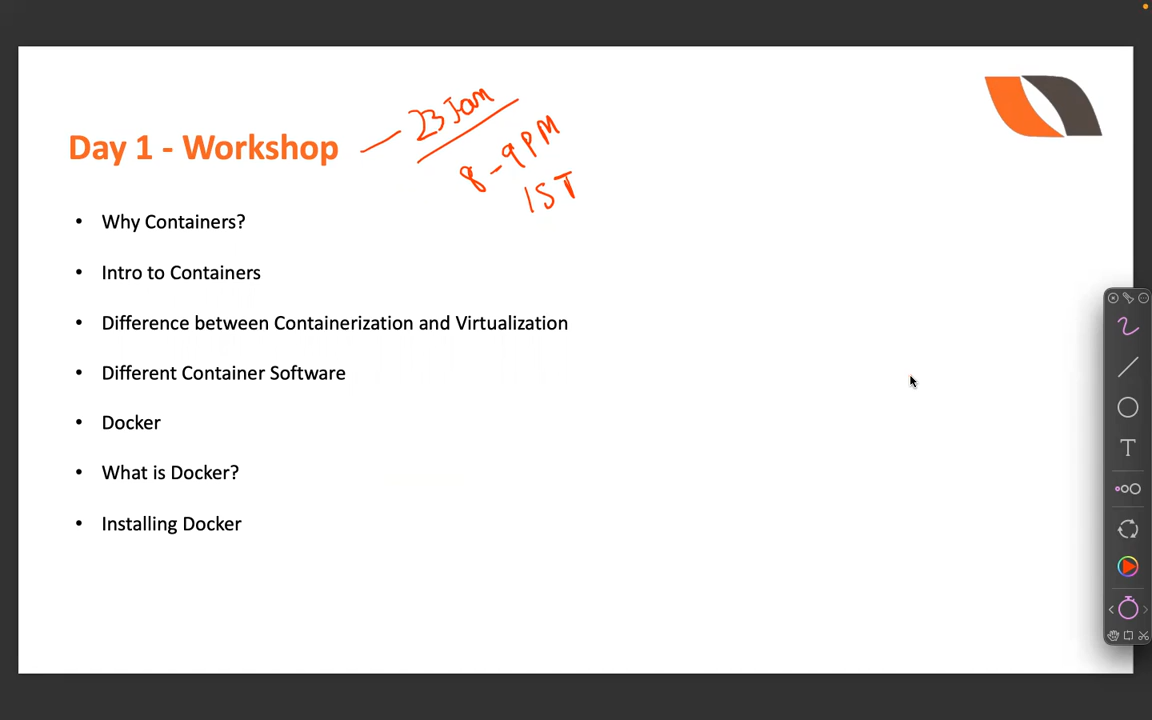 Day 1 - Workshop
23 Jan
8-9 PM
IST
• Why Containers?
• Intro to Containers
• Difference between Containerization and Virtualization
• Different Container Software
• Docker
• What is Docker?
• Installing Docker
T